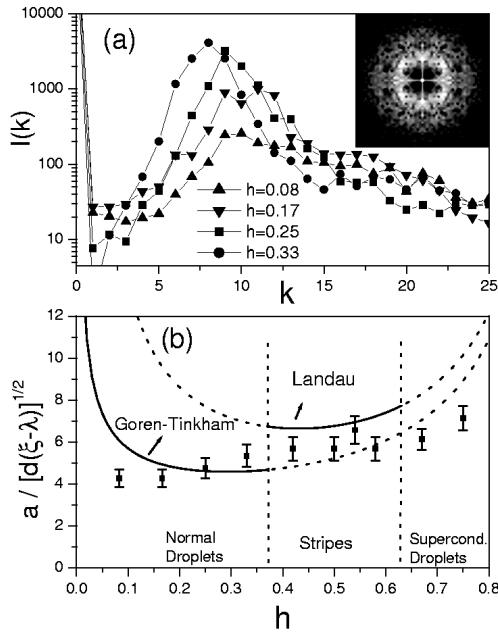 (a)
I(k)
10000
1000
100
10
h=0.08
h=0.17
h=0.25
h=0.33
0 5 10 15 20 25
k
(b)
a / [d(ξ-λ)]^1/2
12
10
8
6
4
2
0
Landau
Goren-Tinkham
Normal
Droplets
Stripes
Supercond.
Droplets
0.0 0.1 0.2 0.3 0.4 0.5 0.6 0.7 0.8
h